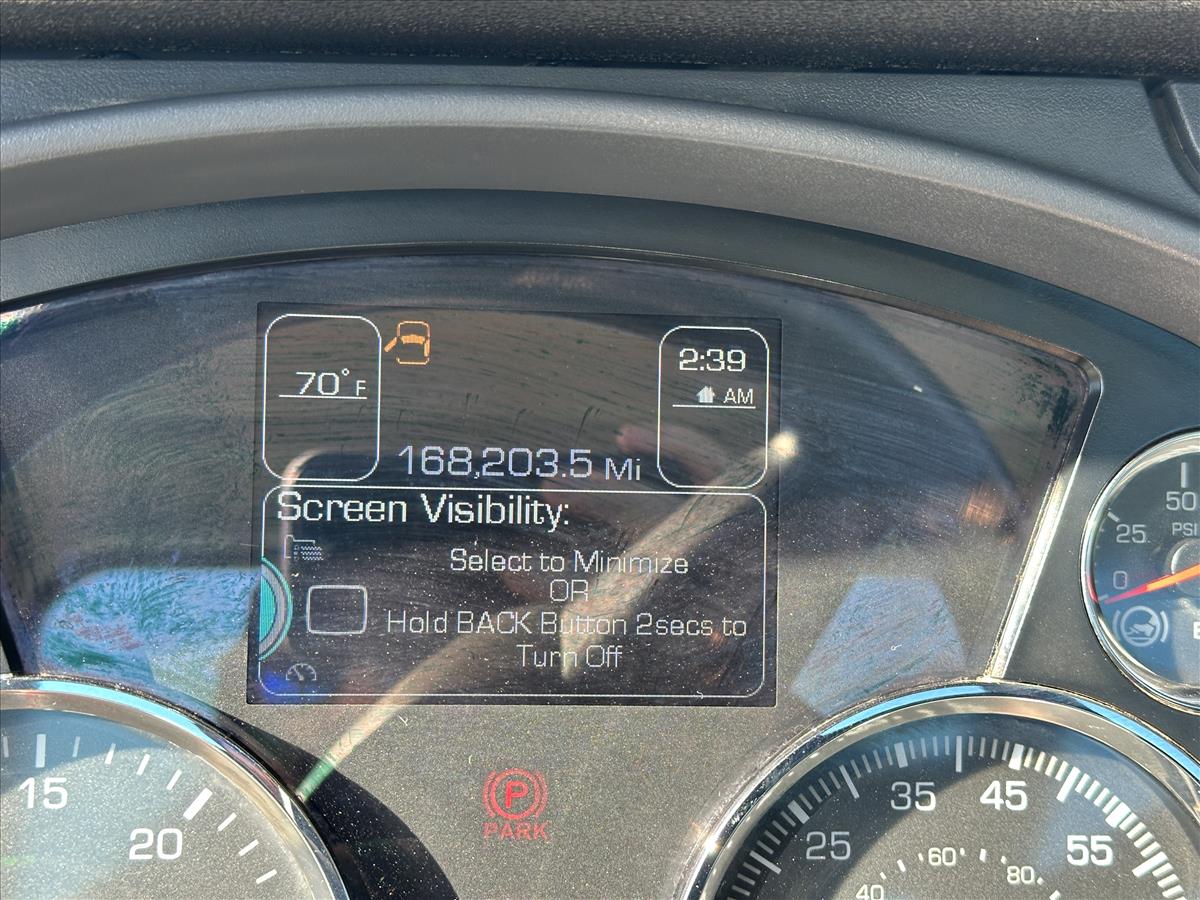 70°F
2:39
AM
168,203.5 Mi
Screen Visibility:
Select to Minimize
OR
Hold BACK Button 2secs to
Turn Off
50
25
PSI
0
15
20
P
PARK
25
35
45
55
40
60
80